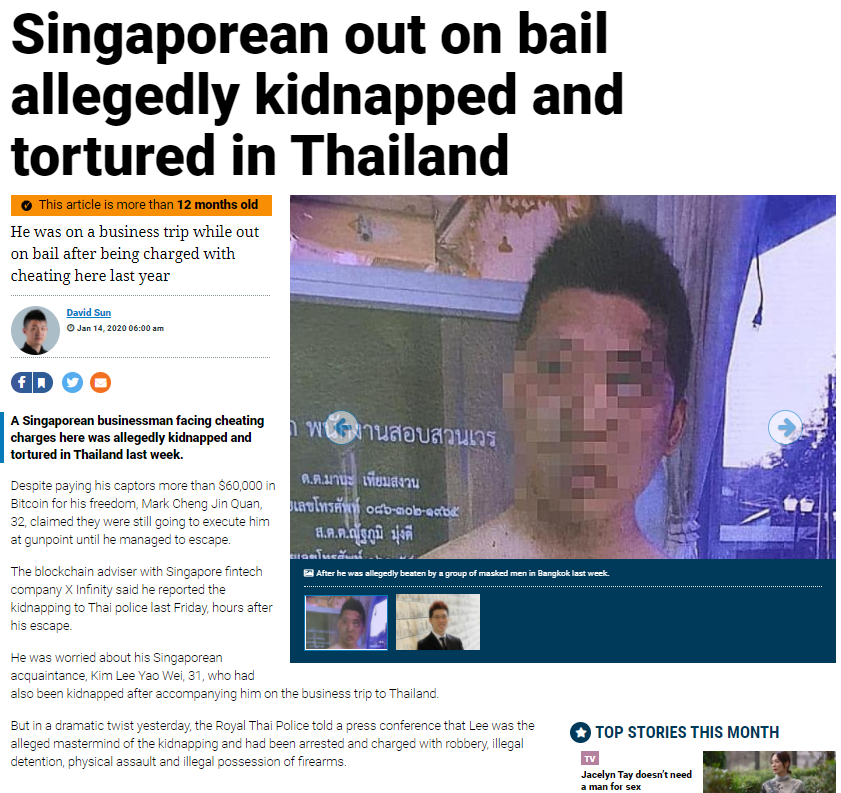 Singaporean out on bail
allegedly kidnapped and
tortured in Thailand
This article is more than 12 months old
He was on a business trip while out
on bail after being charged with
cheating here last year
David Sun
Jan 14, 2020 06:00 am
A Singaporean businessman facing cheating
charges here was allegedly kidnapped and
tortured in Thailand last week.
Despite paying his captors more than $60,000 in
Bitcoin for his freedom, Mark Cheng Jin Quan,
32, claimed they were still going to execute him
at gunpoint until he managed to escape.
The blockchain adviser with Singapore fintech
company X Infinity said he reported the
kidnapping to Thai police last Friday, hours after
his escape.
He was worried about his Singaporean
acquaintance, Kim Lee Yao Wei, 31, who had
also been kidnapped after accompanying him on the business trip to Thailand.
But in a dramatic twist yesterday, the Royal Thai Police told a press conference that Lee was the
alleged mastermind of the kidnapping and had been arrested and charged with robbery, illegal
detention, physical assault and illegal possession of firearms.
งานสอบสวนเวร
ด.ต.มานะ เทียมสงวน
เลขโทรศัพท์ ๐๘๖-๓๐๒-๑๙๖๕
ส.ต.ต.ณัฐภูมิ มุ่งดี
After he was allegedly beaten by a group of masked men in Bangkok last week.
TOP STORIES THIS MONTH
TV
Jacelyn Tay doesn't need
a man for sex